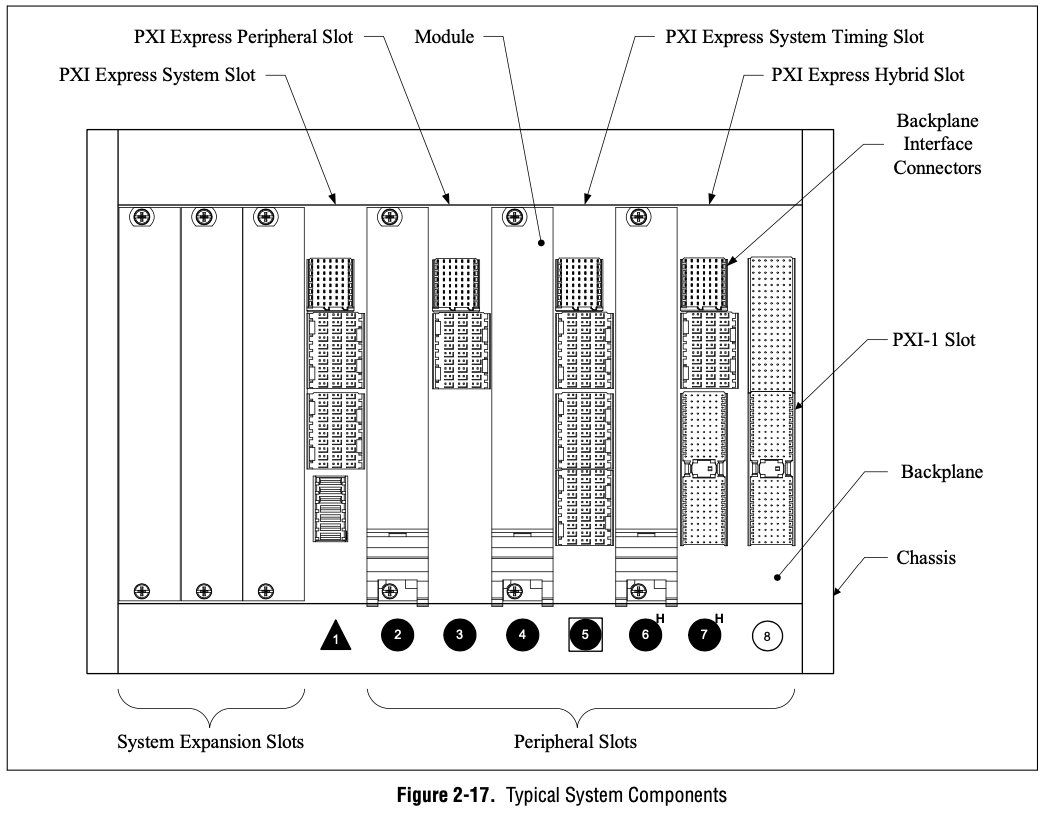 PXI Express Peripheral Slot
Module
PXI Express System Timing Slot
PXI Express System Slot
PXI Express Hybrid Slot
Backplane
Interface
Connectors
PXI-1 Slot
Backplane
Chassis
1
2
3
4
5
6
H
7
H
8
System Expansion Slots
Peripheral Slots
Figure 2-17. Typical System Components